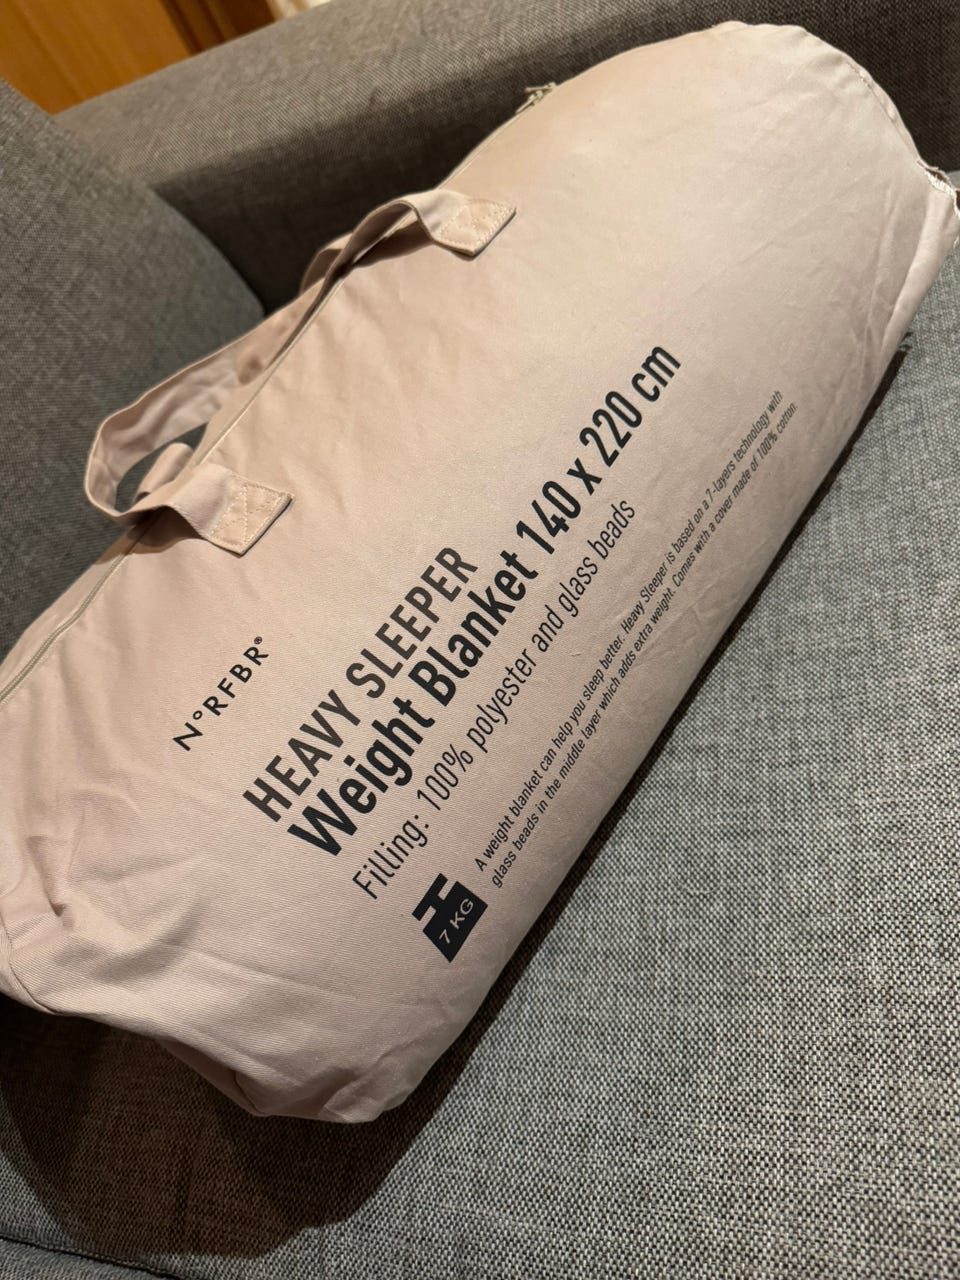 N°RFBR®
HEAVY SLEEPER
Weight Blanket 140 x 220 cm
Filling: 100% polyester and glass beads
7 KG
A weight blanket can help you sleep better. Heavy Sleeper is based on a 7-layers technology with
glass beads in the middle layer which adds extra weight. Comes with a cover made of 100% cotton.